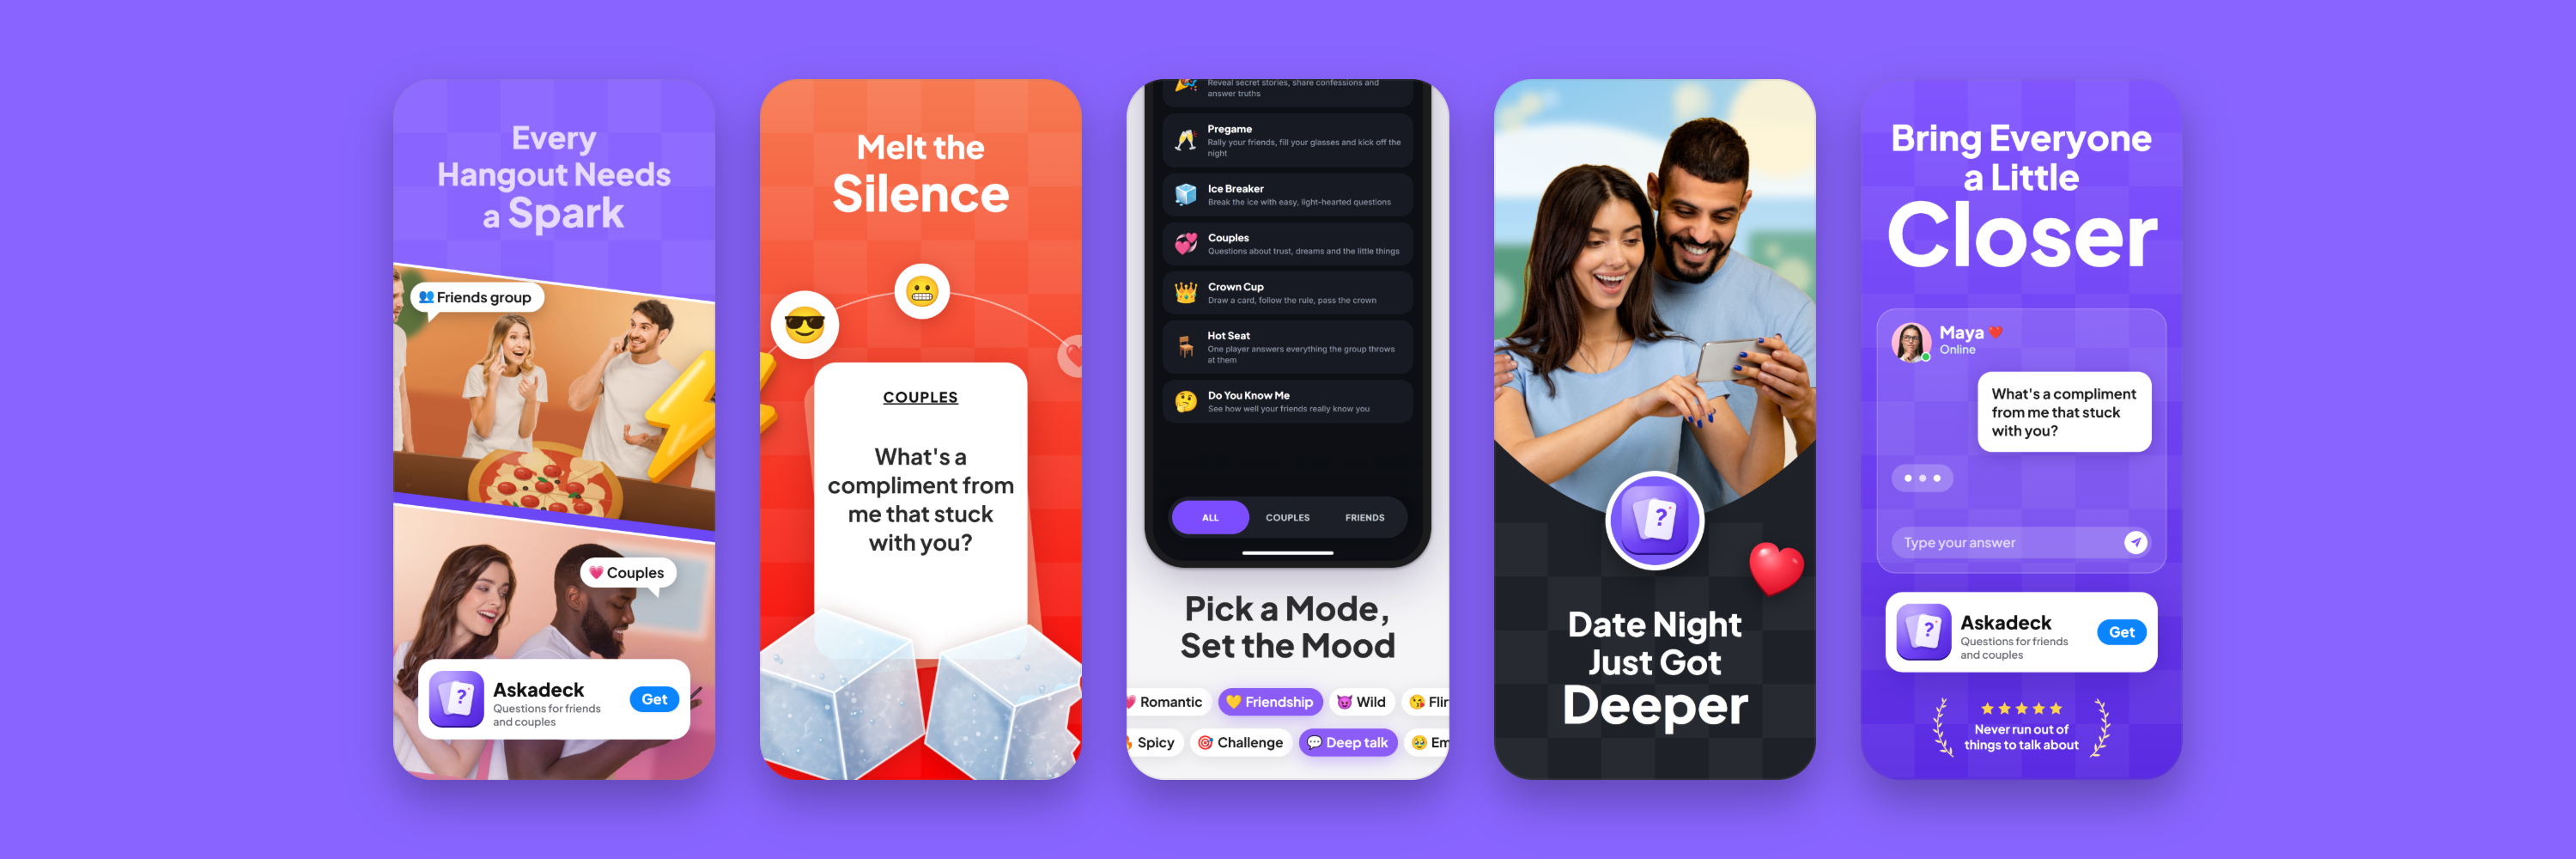 Every
Hangout Needs
a Spark
Friends group
Couples
Askadeck
Questions for friends
and couples
Get
Melt the
Silence
COUPLES
What's a
compliment from
me that stuck
with you?
Reveal secret stories, share confessions and
answer truths
Pregame
Rally your friends, fill your glasses and kick off the
night
Ice Breaker
Break the ice with easy, light-hearted questions
Couples
Questions about trust, dreams and the little things
Crown Cup
Draw a card, follow the rule, pass the crown
Hot Seat
One player answers everything the group throws
at them
Do You Know Me
See how well your friends really know you
ALL COUPLES FRIENDS
Pick a Mode,
Set the Mood
Romantic Friendship Wild Flir
Spicy Challenge Deep talk Em
?
Date Night
Just Got
Deeper
Bring Everyone
a Little
Closer
Maya
Online
What's a compliment
from me that stuck
with you?
Type your answer
Askadeck
Questions for friends
and couples
Get
Never run out of
things to talk about